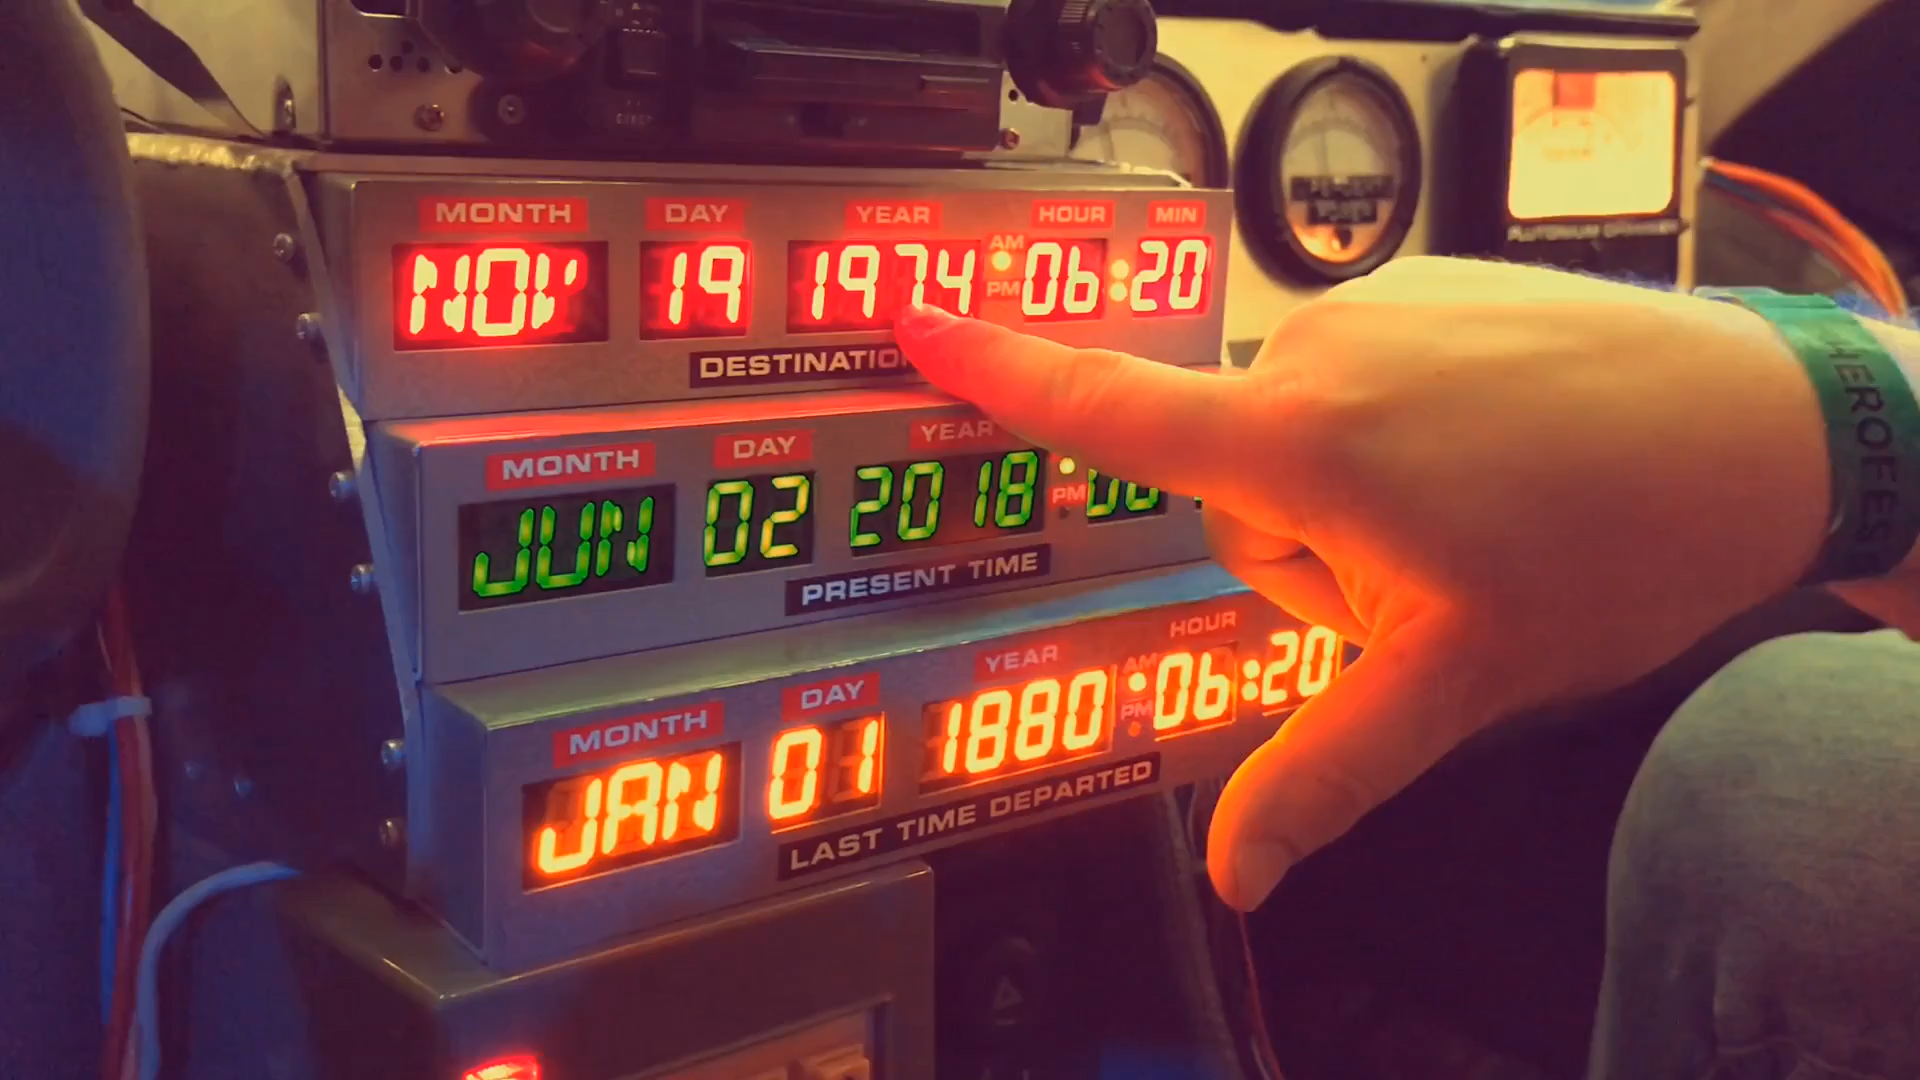 MONTH DAY YEAR HOUR MIN
NOV 19 1974 AM PM 06:20
DESTINATIO
MONTH DAY YEAR
JUN 02 2018 PM
PRESENT TIME
MONTH DAY YEAR HOUR
JAN 01 1880 AM PM 06:20
LAST TIME DEPARTED
HEROFES